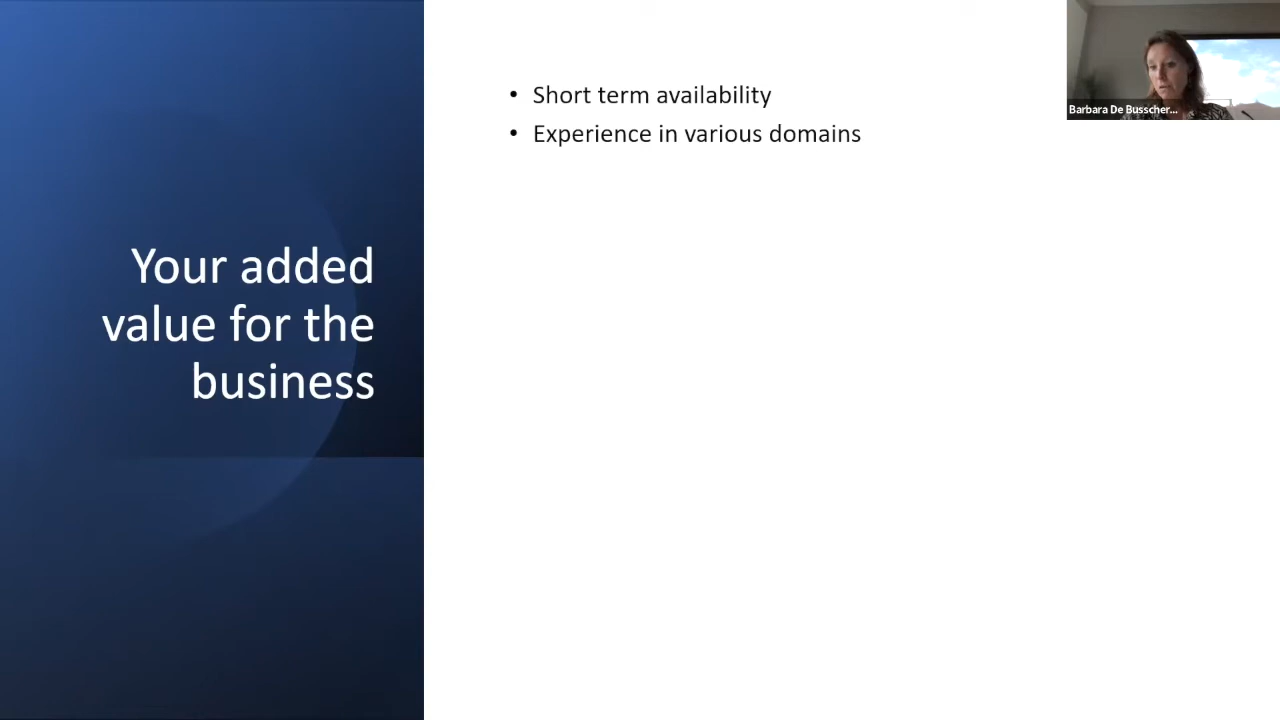 Your added
value for the
business
• Short term availability
• Experience in various domains
Barbara De Busscher...